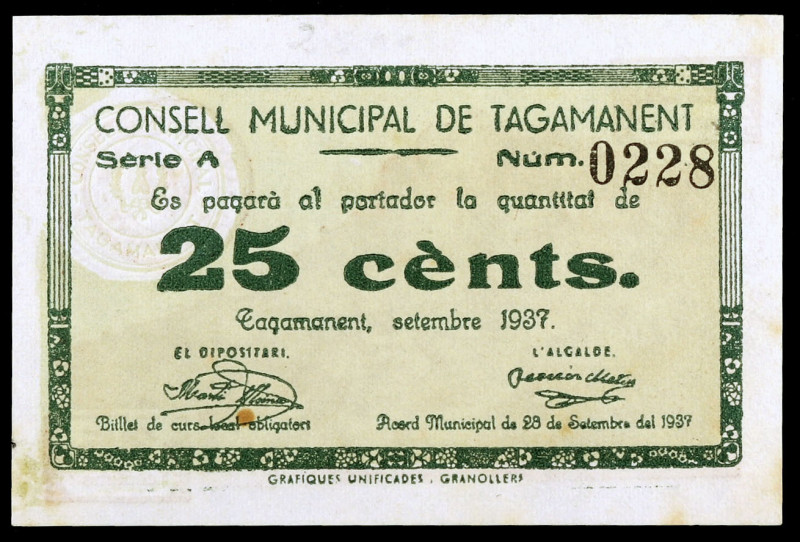 CONSELL MUNICIPAL DE TAGAMANENT
Sèrie A Núm. 0228
Es pagarà al portador la quantitat de
25 cènts.
Tagamanent, setembre 1937.
EL DIPOSITARI, L'ALCALDE,
Bitllet de curs local obligatori Acord Municipal de 28 de Setembre del 1937
GRAFIQUES UNIFICADES . GRANOLLERS